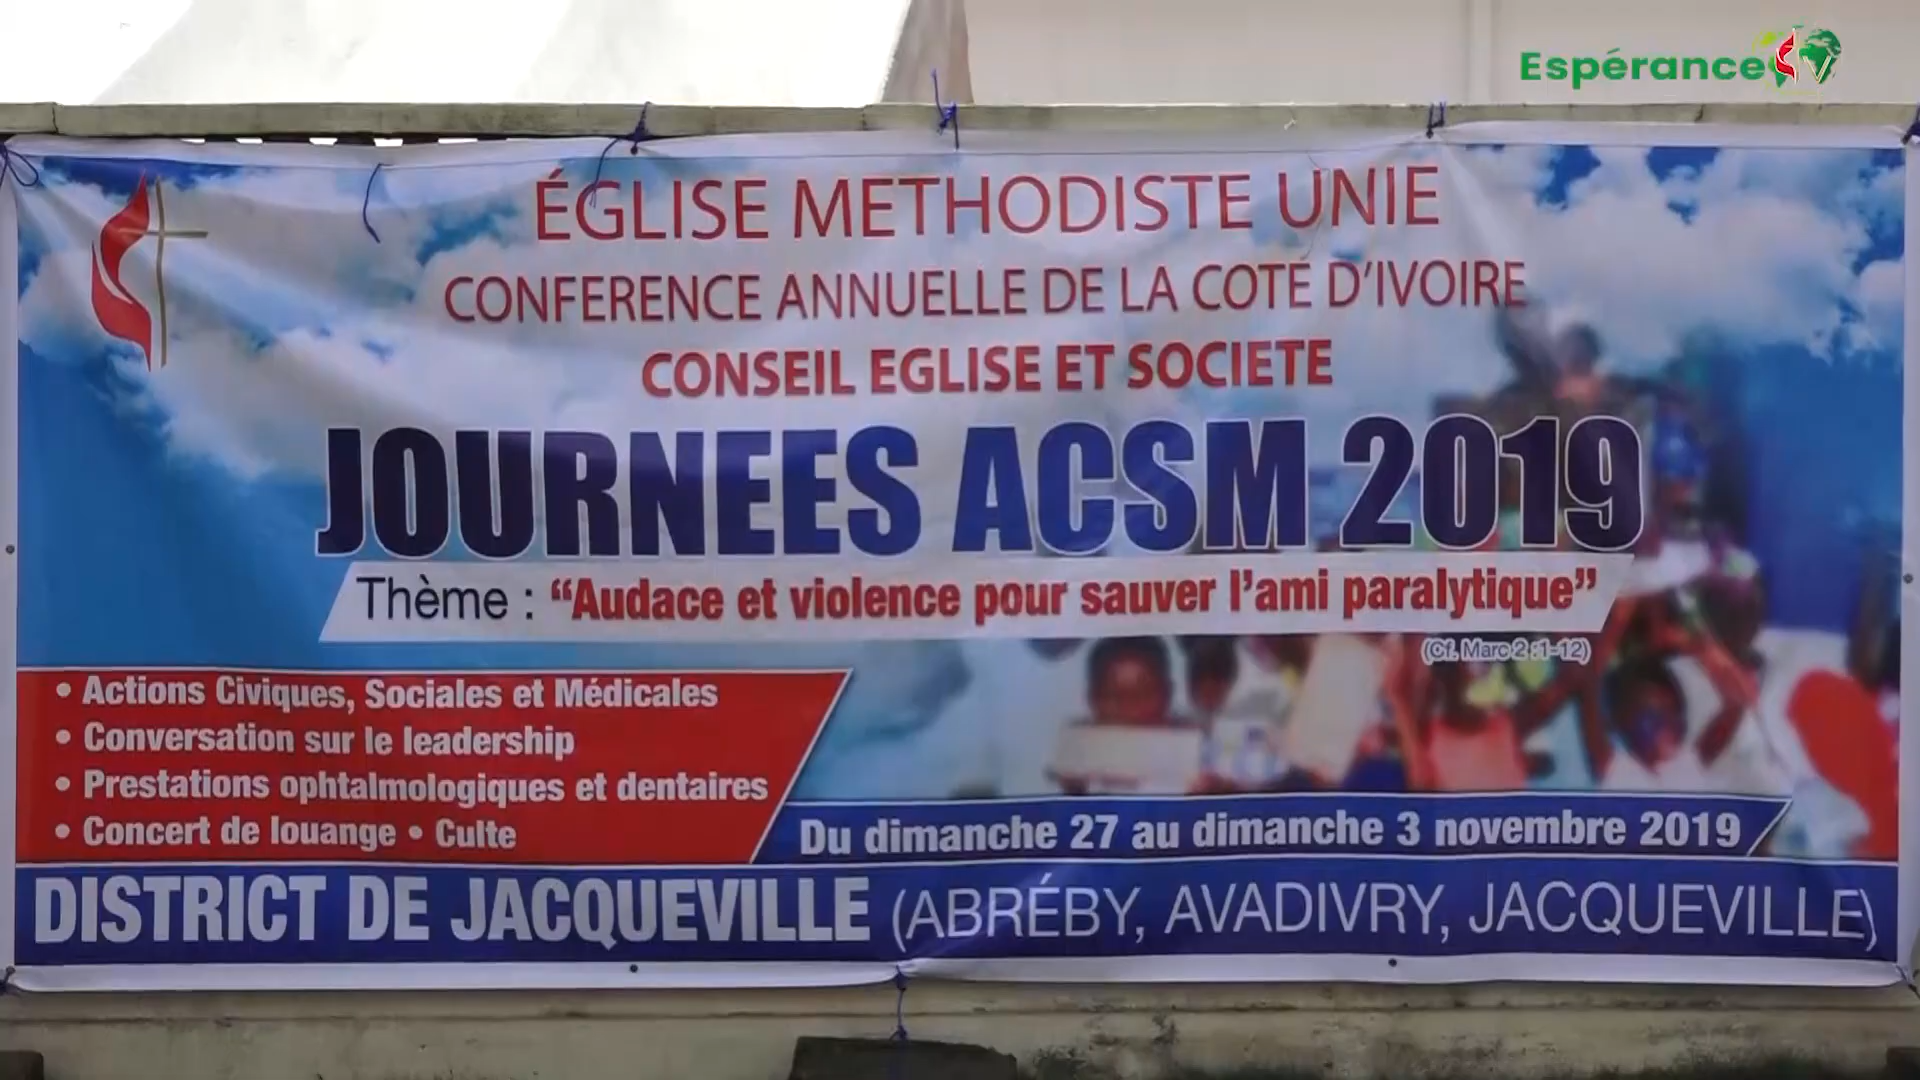 Espérance TV
ÉGLISE METHODISTE UNIE
CONFERENCE ANNUELLE DE LA COTE D'IVOIRE
CONSEIL EGLISE ET SOCIETE
JOURNEES ACSM 2019
Thème : “Audace et violence pour sauver l’ami paralytique”
(Cf. Marc 2 :1-12)
• Actions Civiques, Sociales et Médicales
• Conversation sur le leadership
• Prestations ophtalmologiques et dentaires
• Concert de louange • Culte
Du dimanche 27 au dimanche 3 novembre 2019
DISTRICT DE JACQUEVILLE (ABRÉBY, AVADIVRY, JACQUEVILLE)